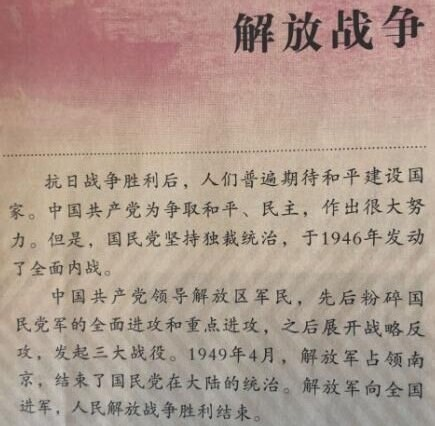 解放战争
抗日战争胜利后，人们普遍期待和平建设国
家。中国共产党为争取和平、民主，作出很大努
力。但是，国民党坚持独裁统治，于1946年发动
了全面内战。
中国共产党领导解放区军民，先后粉碎国
民党军的全面进攻和重点进攻，之后展开战略反
攻，发起三大战役。1949年4月，解放军占领南
京，结束了国民党在大陆的统治。解放军向全国
进军，人民解放战争胜利结束。